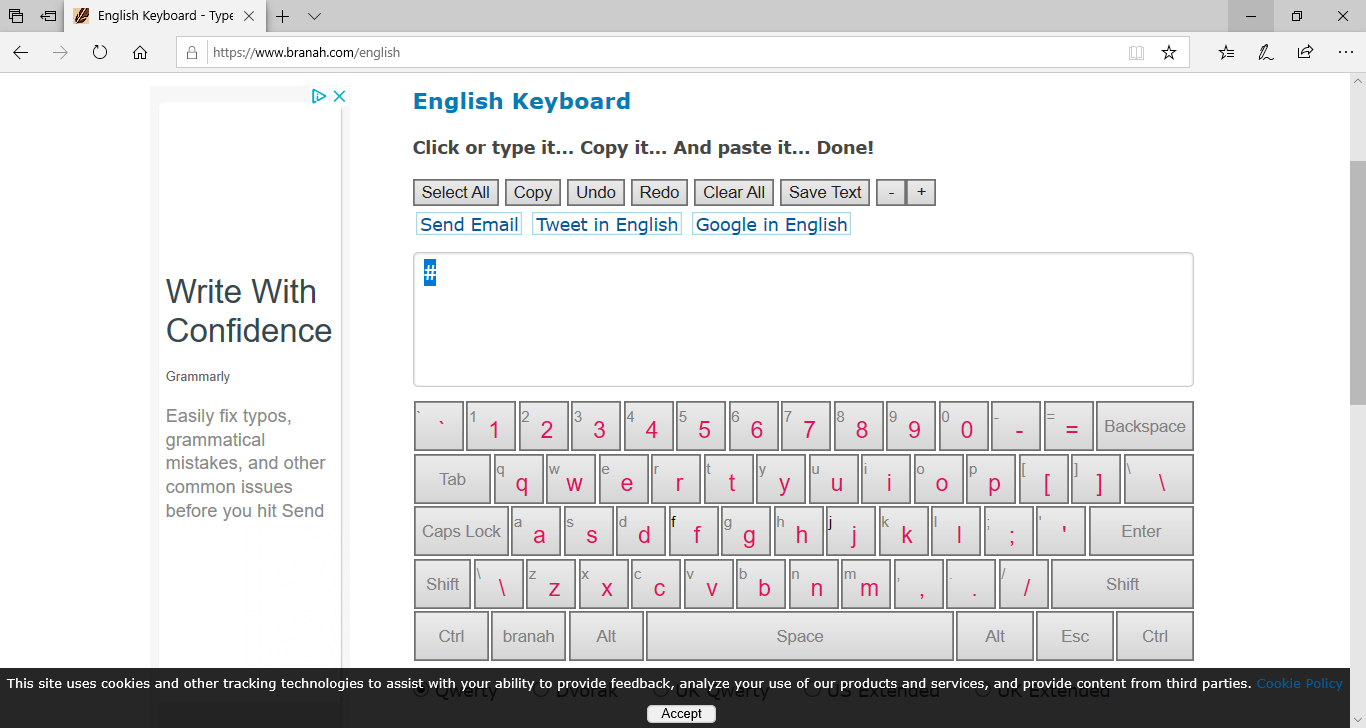 English Keyboard - Type
https://www.branah.com/english
English Keyboard
Click or type it... Copy it... And paste it... Done!
Select All Copy Undo Redo Clear All Save Text - +
Send Email Tweet in English Google in English
#
Write With
Confidence
Grammarly
Easily fix typos,
grammatical
mistakes, and other
common issues
before you hit Send
` ` 1 1 2 2 3 3 4 4 5 5 6 6 7 7 8 8 9 9 0 0 - - = = Backspace
Tab q q w w e e r r t t y y u u i i o o p p [ [ ] ] \ \
Caps Lock a a s s d d f f g g h h j j k k l l ; ; ' ' Enter
Shift \ \ z z x x c c v v b b n n m m , , . . / / Shift
Ctrl branah Alt Space Alt Esc Ctrl
Qwerty Dvorak UK Qwerty US Extended UK Extended
This site uses cookies and other tracking technologies to assist with your ability to provide feedback, analyze your use of our products and services, and provide content from third parties. Cookie Policy
Accept